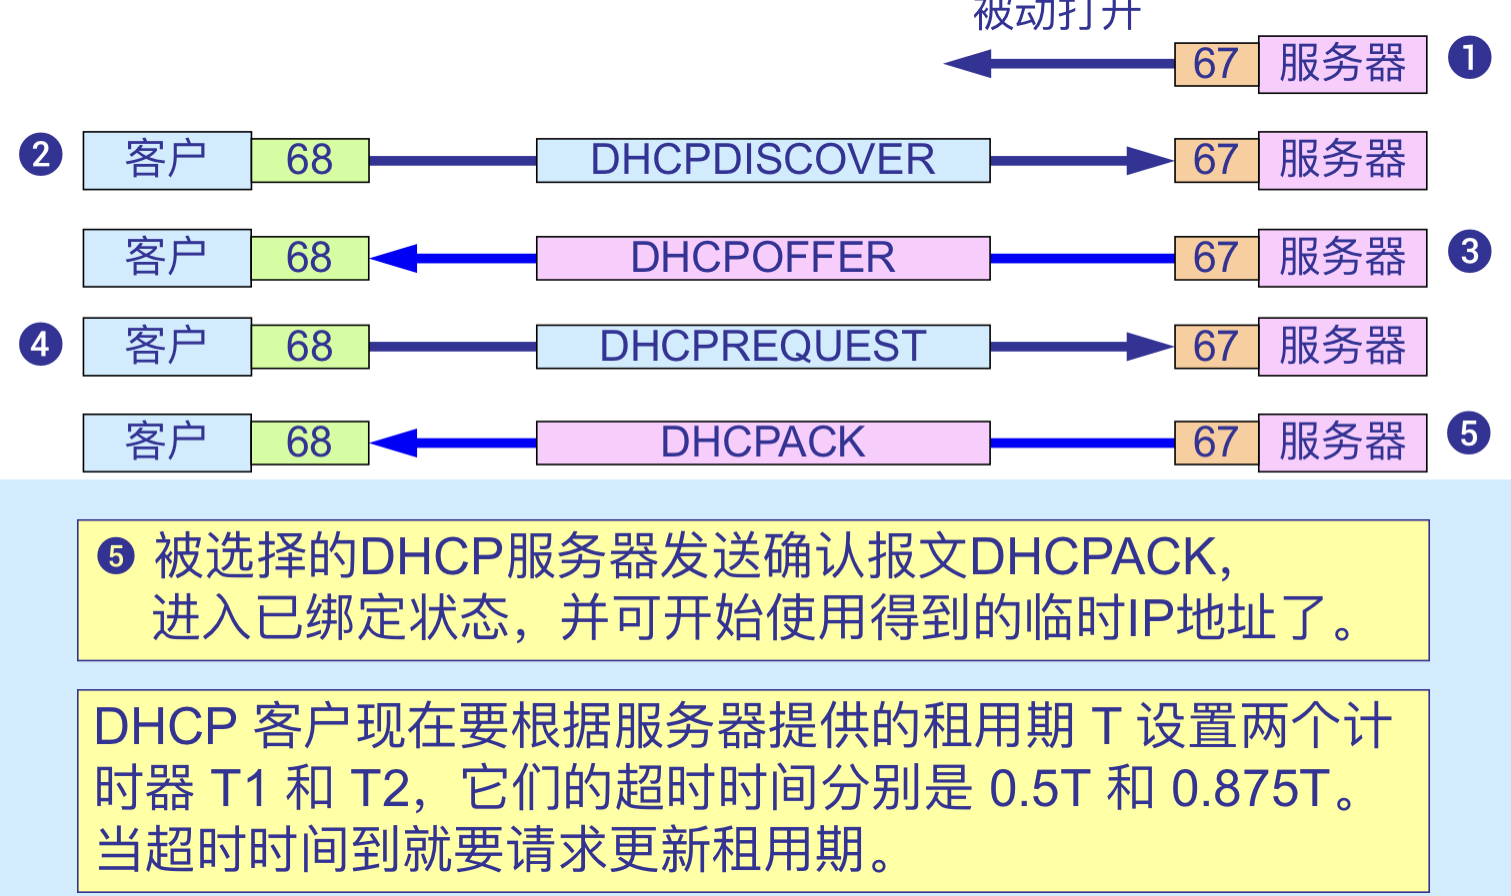 被动打开
67 服务器 ❶
❷ 客户 68 DHCPDISCOVER 67 服务器
客户 68 DHCPOFFER 67 服务器 ❸
❹ 客户 68 DHCPREQUEST 67 服务器
客户 68 DHCPACK 67 服务器 ❺
❺ 被选择的DHCP服务器发送确认报文DHCPACK，
进入已绑定状态，并可开始使用得到的临时IP地址了。
DHCP 客户现在要根据服务器提供的租用期 T 设置两个计
时器 T1 和 T2，它们的超时时间分别是 0.5T 和 0.875T。
当超时时间到就要请求更新租用期。